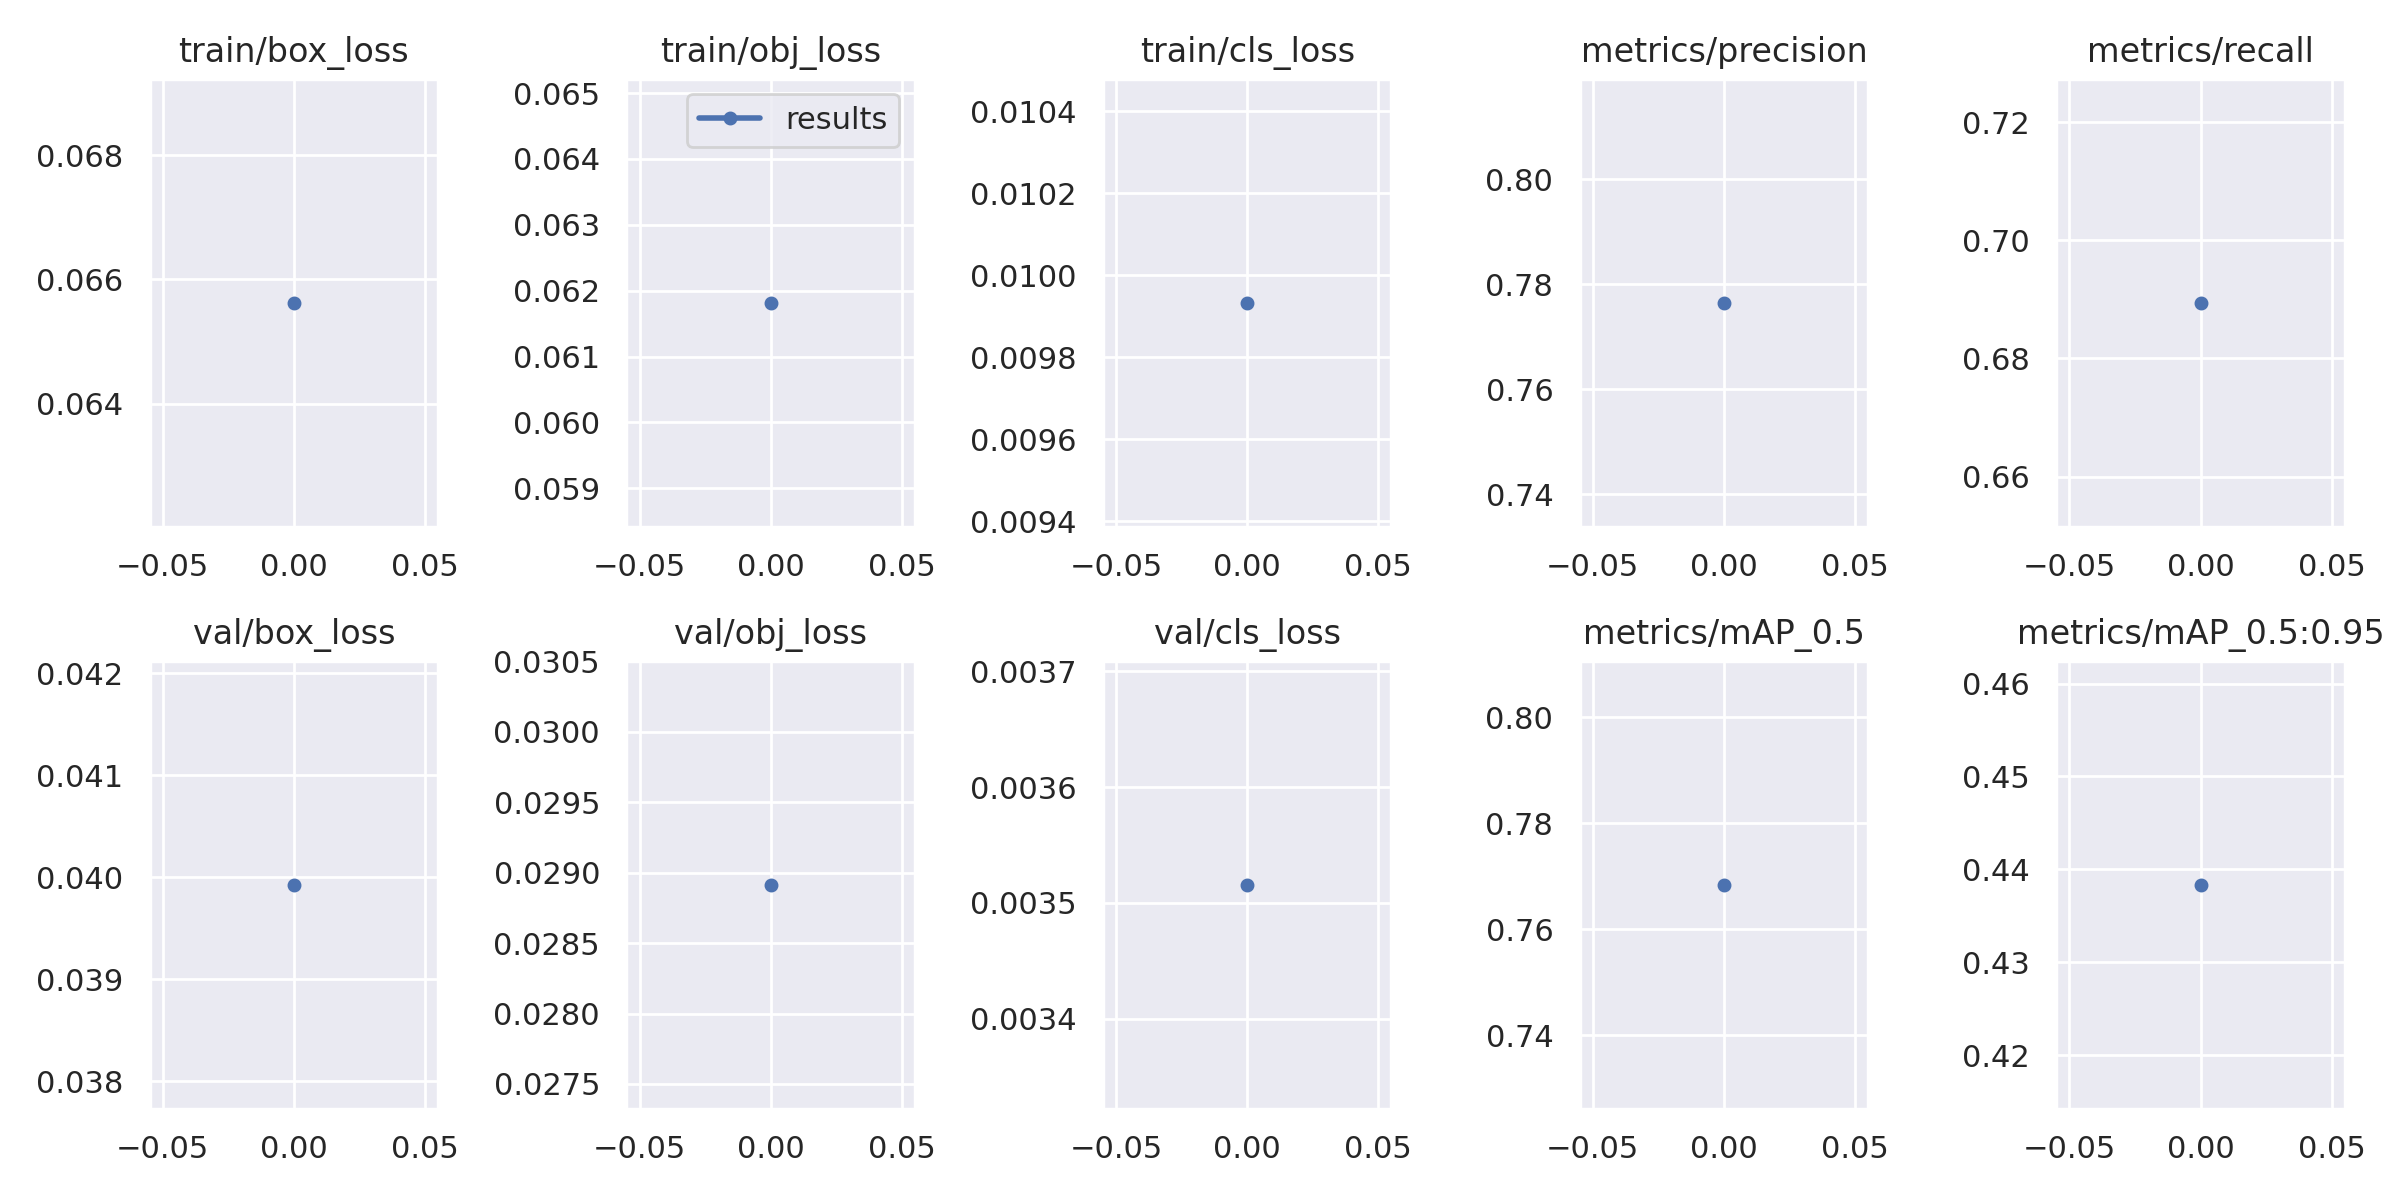 train/box_loss
0.068
0.066
0.064
−0.05 0.00 0.05
train/obj_loss
results
0.065
0.064
0.063
0.062
0.061
0.060
0.059
−0.05 0.00 0.05
train/cls_loss
0.0104
0.0102
0.0100
0.0098
0.0096
0.0094
−0.05 0.00 0.05
metrics/precision
0.80
0.78
0.76
0.74
−0.05 0.00 0.05
metrics/recall
0.72
0.70
0.68
0.66
−0.05 0.00 0.05
val/box_loss
0.042
0.041
0.040
0.039
0.038
−0.05 0.00 0.05
val/obj_loss
0.0305
0.0300
0.0295
0.0290
0.0285
0.0280
0.0275
−0.05 0.00 0.05
val/cls_loss
0.0037
0.0036
0.0035
0.0034
−0.05 0.00 0.05
metrics/mAP_0.5
0.80
0.78
0.76
0.74
−0.05 0.00 0.05
metrics/mAP_0.5:0.95
0.46
0.45
0.44
0.43
0.42
−0.05 0.00 0.05